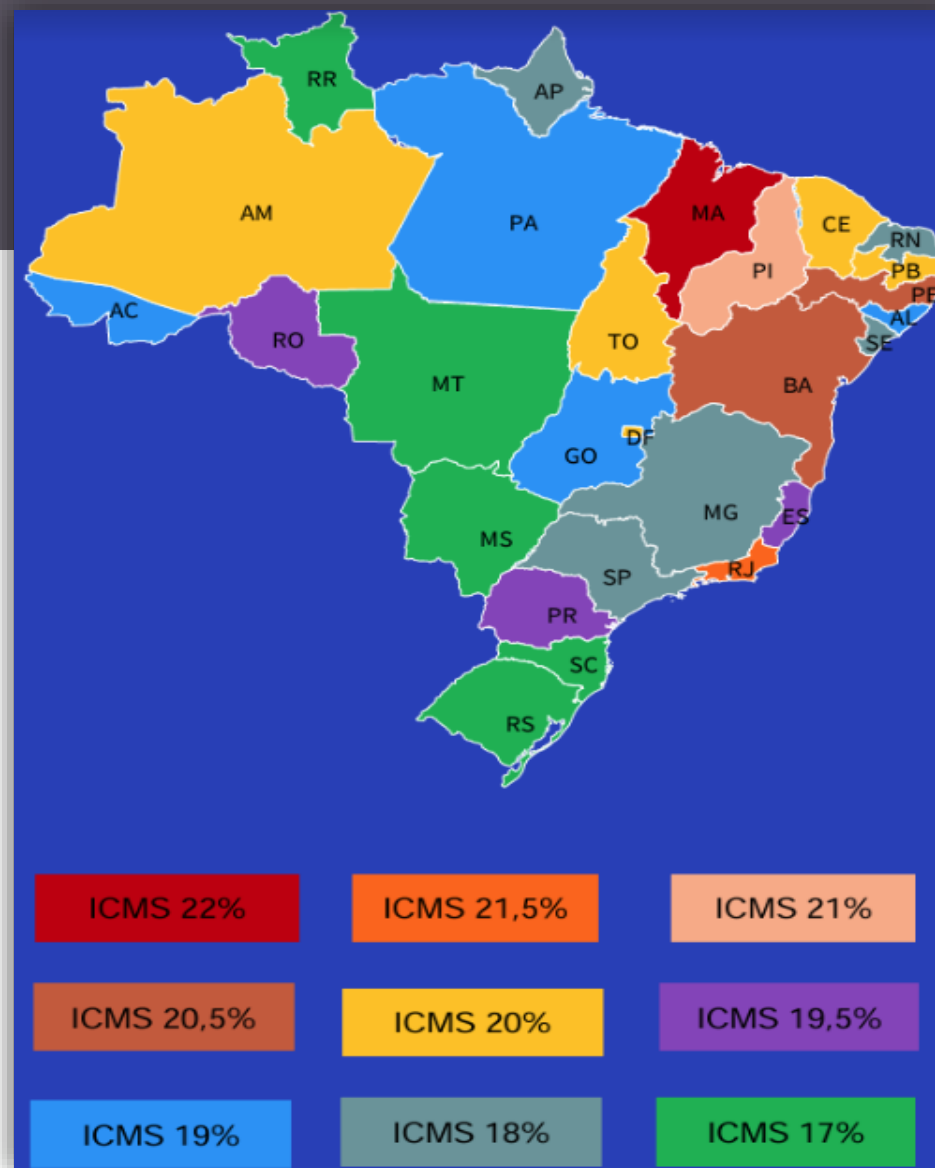 RR
AP
AM
PA
MA
CE
RN
PI
PB
PE
AC
AL
RO
TO
SE
MT
BA
DF
GO
MG
ES
MS
RJ
SP
PR
SC
RS
ICMS 22%
ICMS 21,5%
ICMS 21%
ICMS 20,5%
ICMS 20%
ICMS 19,5%
ICMS 19%
ICMS 18%
ICMS 17%